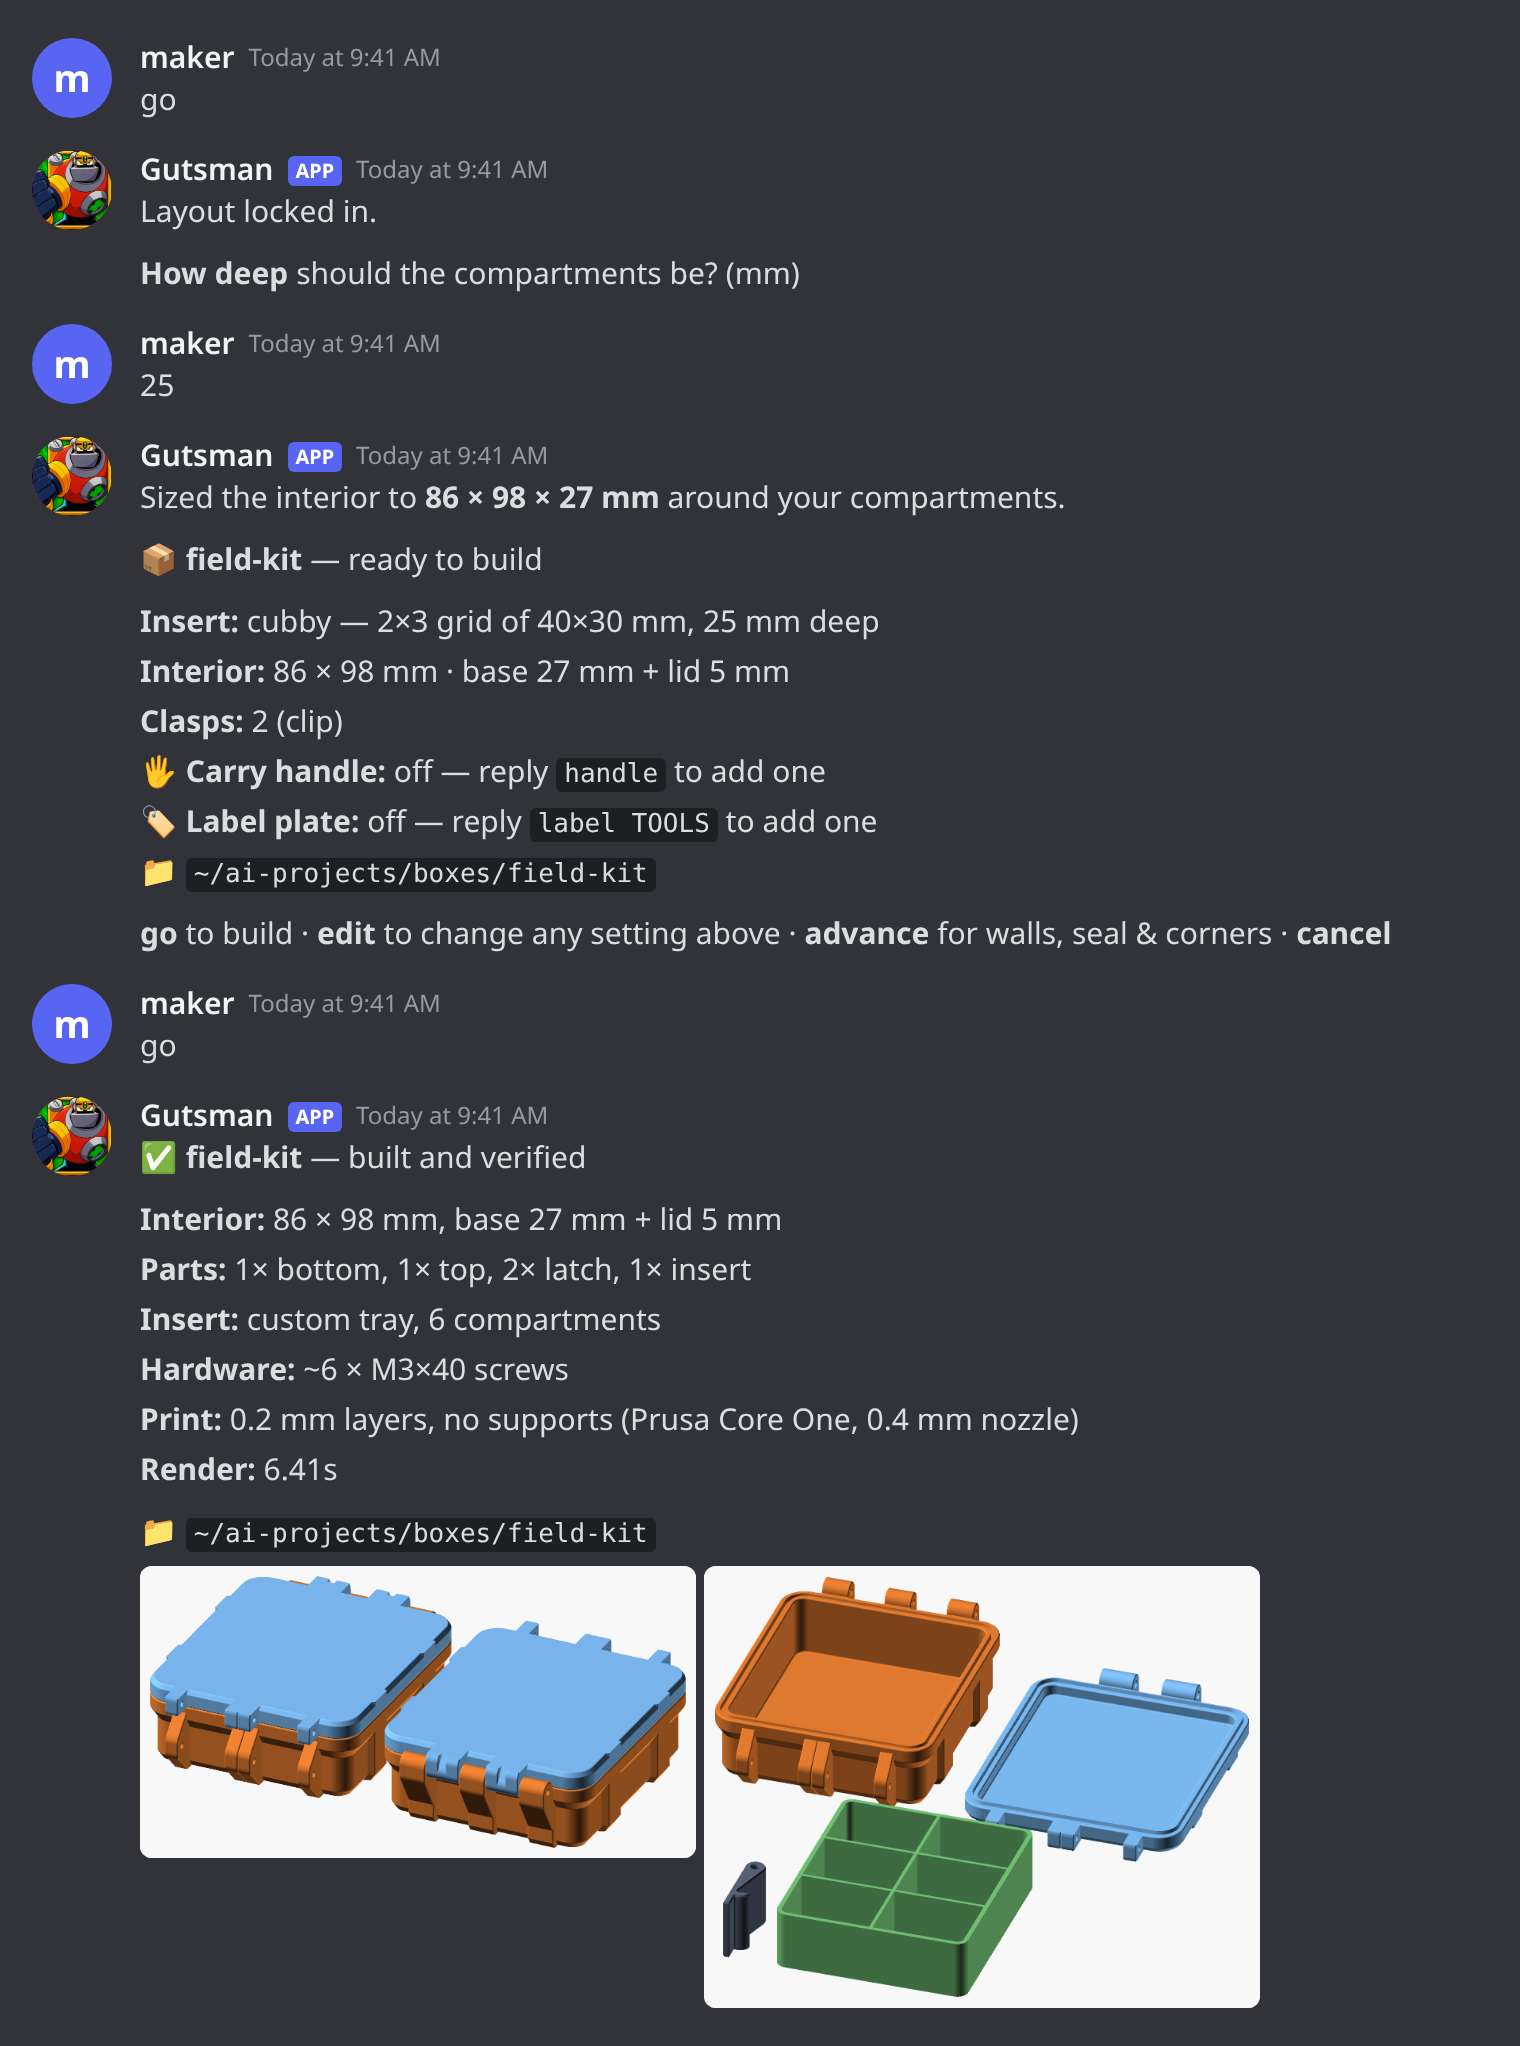 m
maker Today at 9:41 AM
go
Gutsman APP Today at 9:41 AM
Layout locked in.
How deep should the compartments be? (mm)
m
maker Today at 9:41 AM
25
Gutsman APP Today at 9:41 AM
Sized the interior to 86 × 98 × 27 mm around your compartments.
📦 field-kit — ready to build
Insert: cubby — 2×3 grid of 40×30 mm, 25 mm deep
Interior: 86 × 98 mm · base 27 mm + lid 5 mm
Clasps: 2 (clip)
🖐️ Carry handle: off — reply handle to add one
🏷️ Label plate: off — reply label TOOLS to add one
📁 ~/ai-projects/boxes/field-kit
go to build · edit to change any setting above · advance for walls, seal & corners · cancel
m
maker Today at 9:41 AM
go
Gutsman APP Today at 9:41 AM
✅ field-kit — built and verified
Interior: 86 × 98 mm, base 27 mm + lid 5 mm
Parts: 1× bottom, 1× top, 2× latch, 1× insert
Insert: custom tray, 6 compartments
Hardware: ~6 × M3×40 screws
Print: 0.2 mm layers, no supports (Prusa Core One, 0.4 mm nozzle)
Render: 6.41s
📁 ~/ai-projects/boxes/field-kit